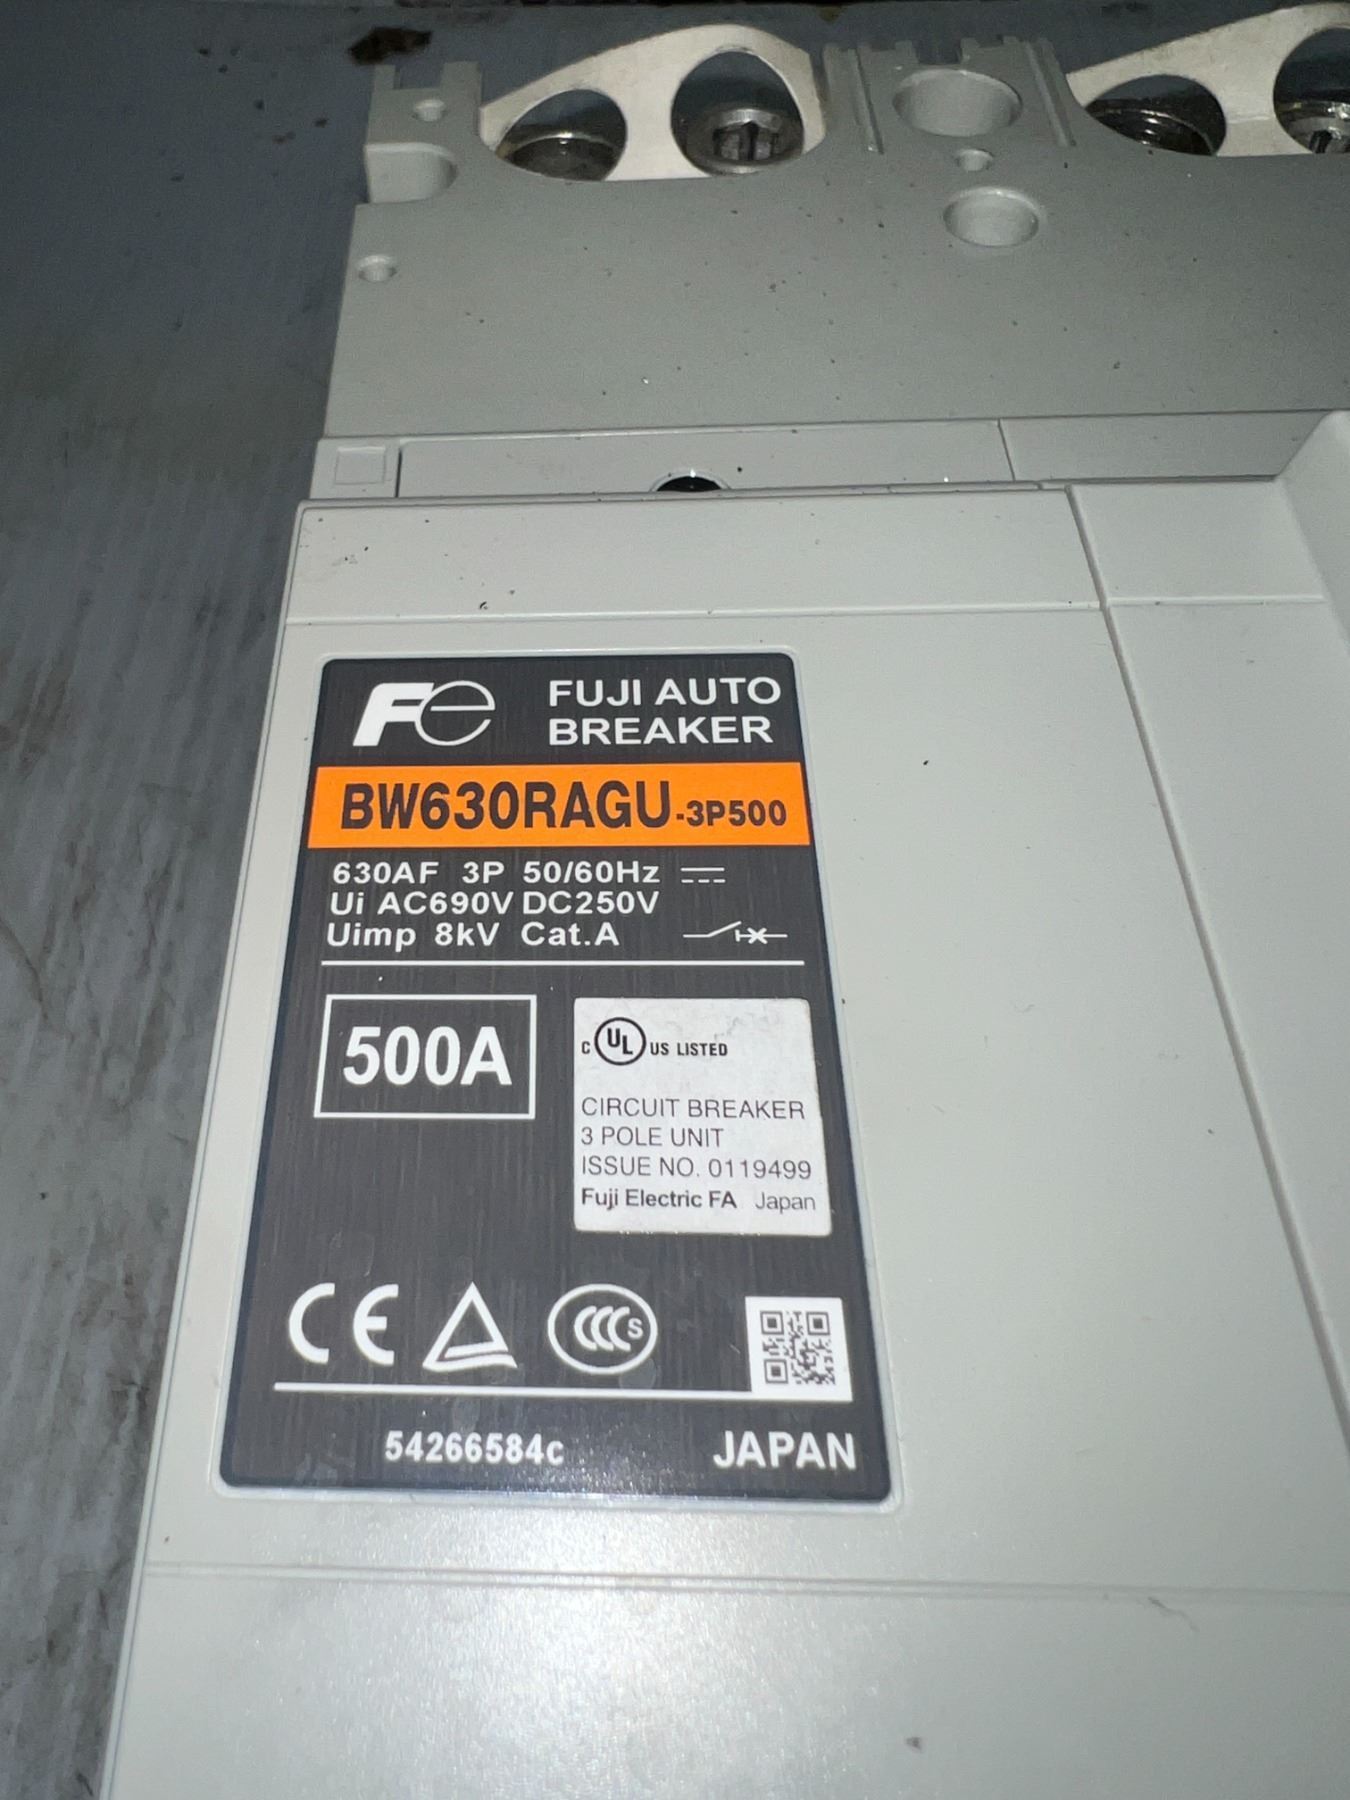 Fe FUJI AUTO
BREAKER
BW630RAGU-3P500
630AF 3P 50/60Hz
Ui AC690V DC250V
Uimp 8kV Cat.A
500A
C UL US LISTED
CIRCUIT BREAKER
3 POLE UNIT
ISSUE NO. 0119499
Fuji Electric FA Japan
CE CCC S
54266584c JAPAN